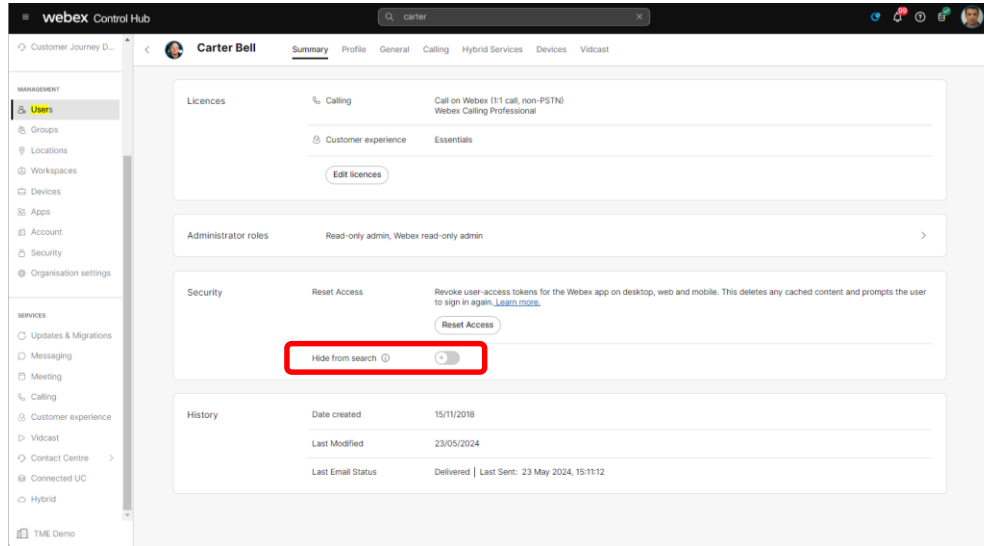 webex Control Hub
carter
99
Customer Journey D...
Carter Bell
Summary Profile General Calling Hybrid Services Devices Vidcast
MANAGEMENT
Users
Groups
Locations
Workspaces
Devices
Apps
Account
Security
Organisation settings
SERVICES
Updates & Migrations
Messaging
Meeting
Calling
Customer experience
Vidcast
Contact Centre
Connected UC
Hybrid
TME Demo
Licences
Calling
Call on Webex (1:1 call, non-PSTN)
Webex Calling Professional
Customer experience
Essentials
Edit licences
Administrator roles
Read-only admin, Webex read-only admin
Security
Reset Access
Revoke user-access tokens for the Webex app on desktop, web and mobile. This deletes any cached content and prompts the user
to sign in again. Learn more.
Reset Access
Hide from search
History
Date created
15/11/2018
Last Modified
23/05/2024
Last Email Status
Delivered | Last Sent: 23 May 2024, 15:11:12